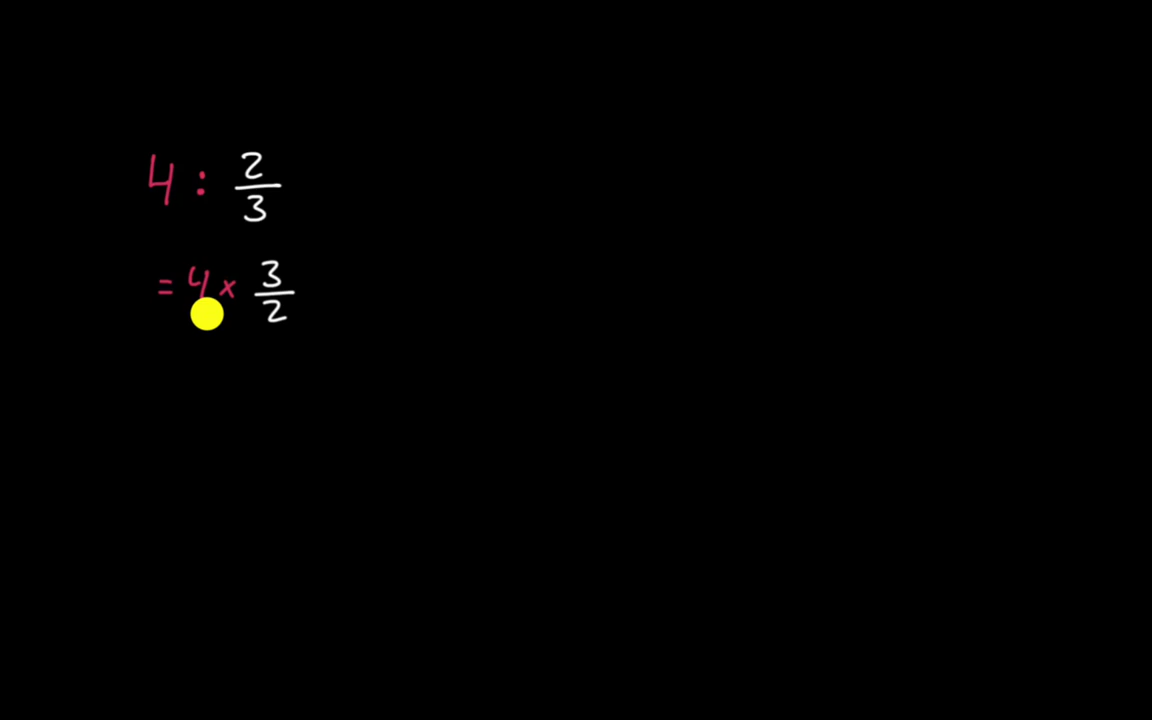 4 : 2/3
= 4 × 3/2